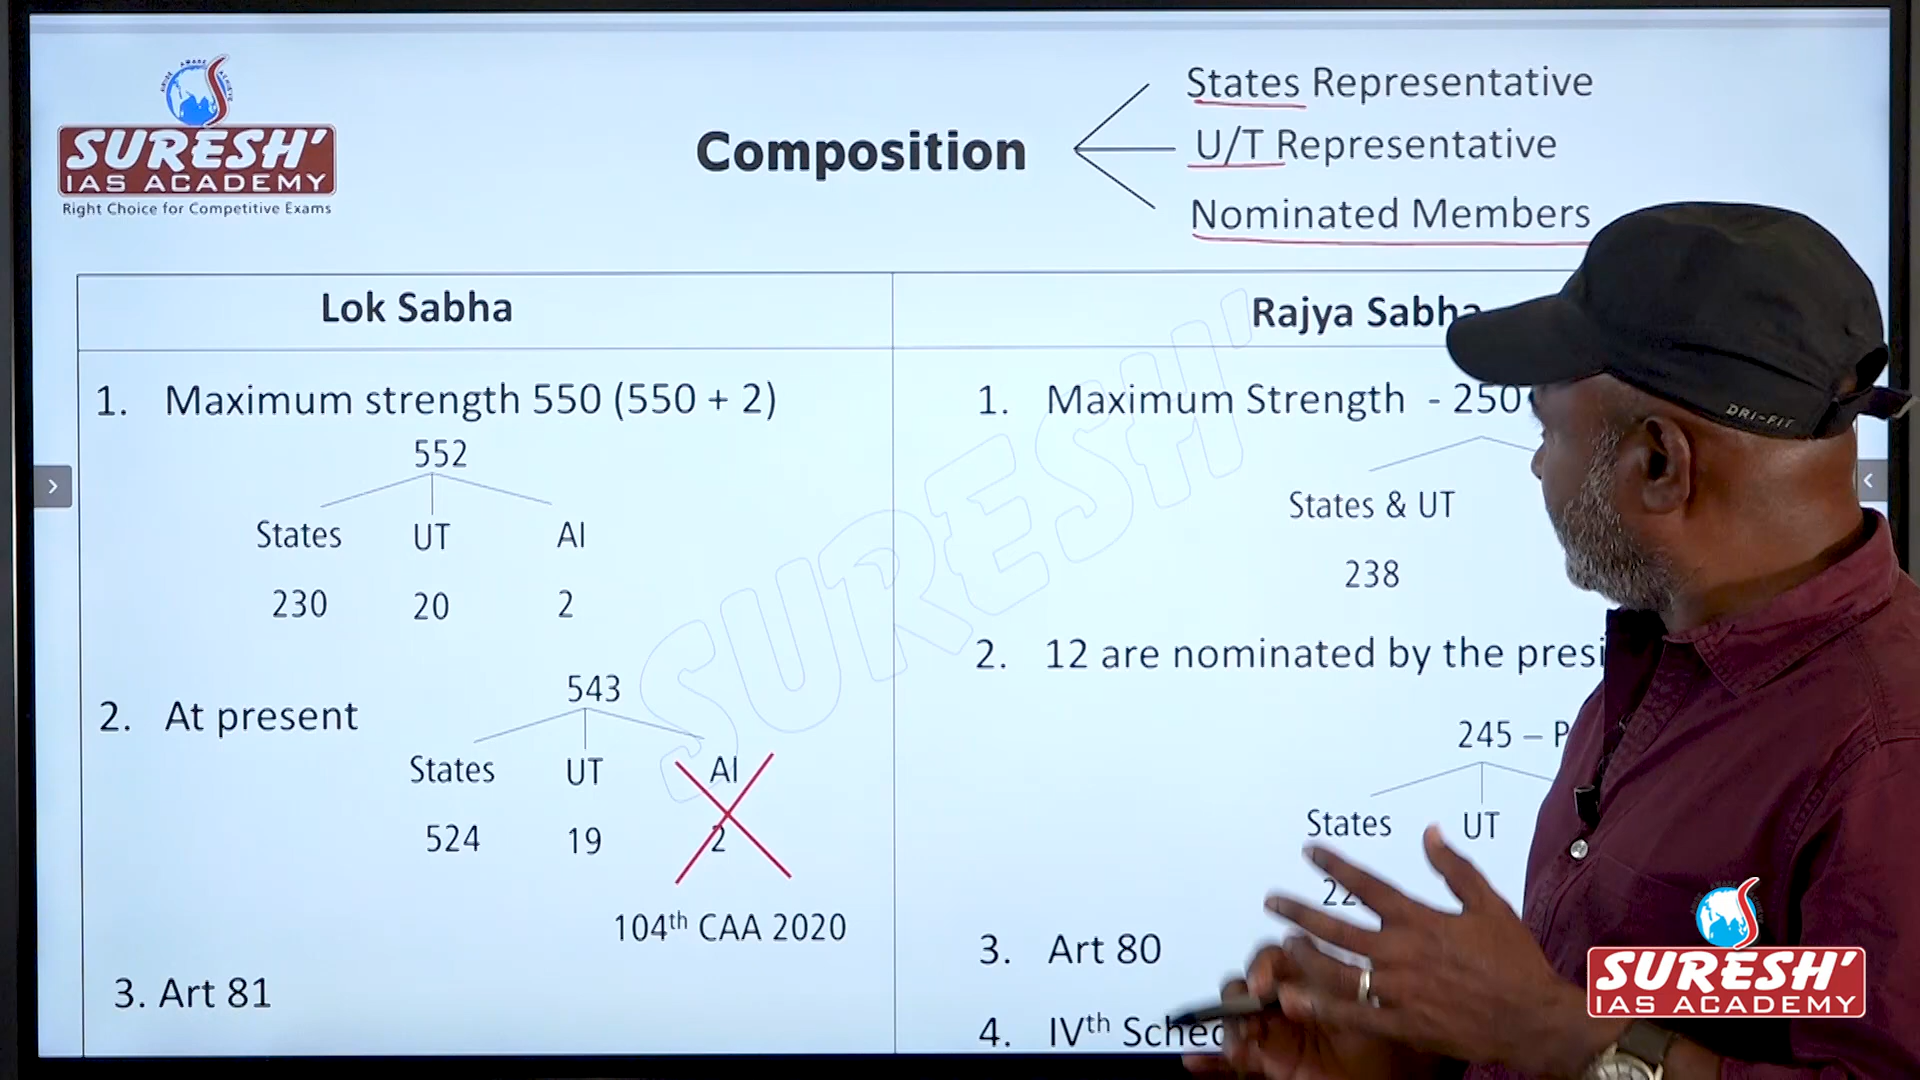 SURESH'
IAS ACADEMY
Right Choice for Competitive Exams
Composition
States Representative
U/T Representative
Nominated Members
Lok Sabha
1. Maximum strength 550 (550 + 2)
552
States UT AI
230 20 2
2. At present
543
States UT AI
524 19 2
104th CAA 2020
3. Art 81
Rajya Sabha
1. Maximum Strength - 250
States & UT
238
2. 12 are nominated by the
245 –
States UT
3. Art 80
4. IVth
SURESH'
DRI-FIT
SURESH'
IAS ACADEMY